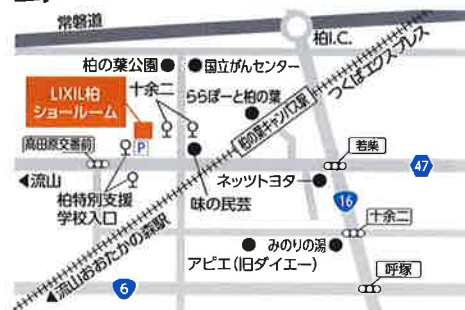 常磐道
柏I.C.
つくばエクスプレス
柏の葉公園
国立がんセンター
LIXIL柏
ショールーム
十余二
ららぽーと柏の葉
柏の葉キャンパス駅
高田原交番前
P
若柴
47
◀流山
味の民芸
ネッツトヨタ
柏特別支援
学校入口
16
十余二
みのりの湯
アピエ(旧ダイエー)
▲流山おおたかの森駅
6
呼塚